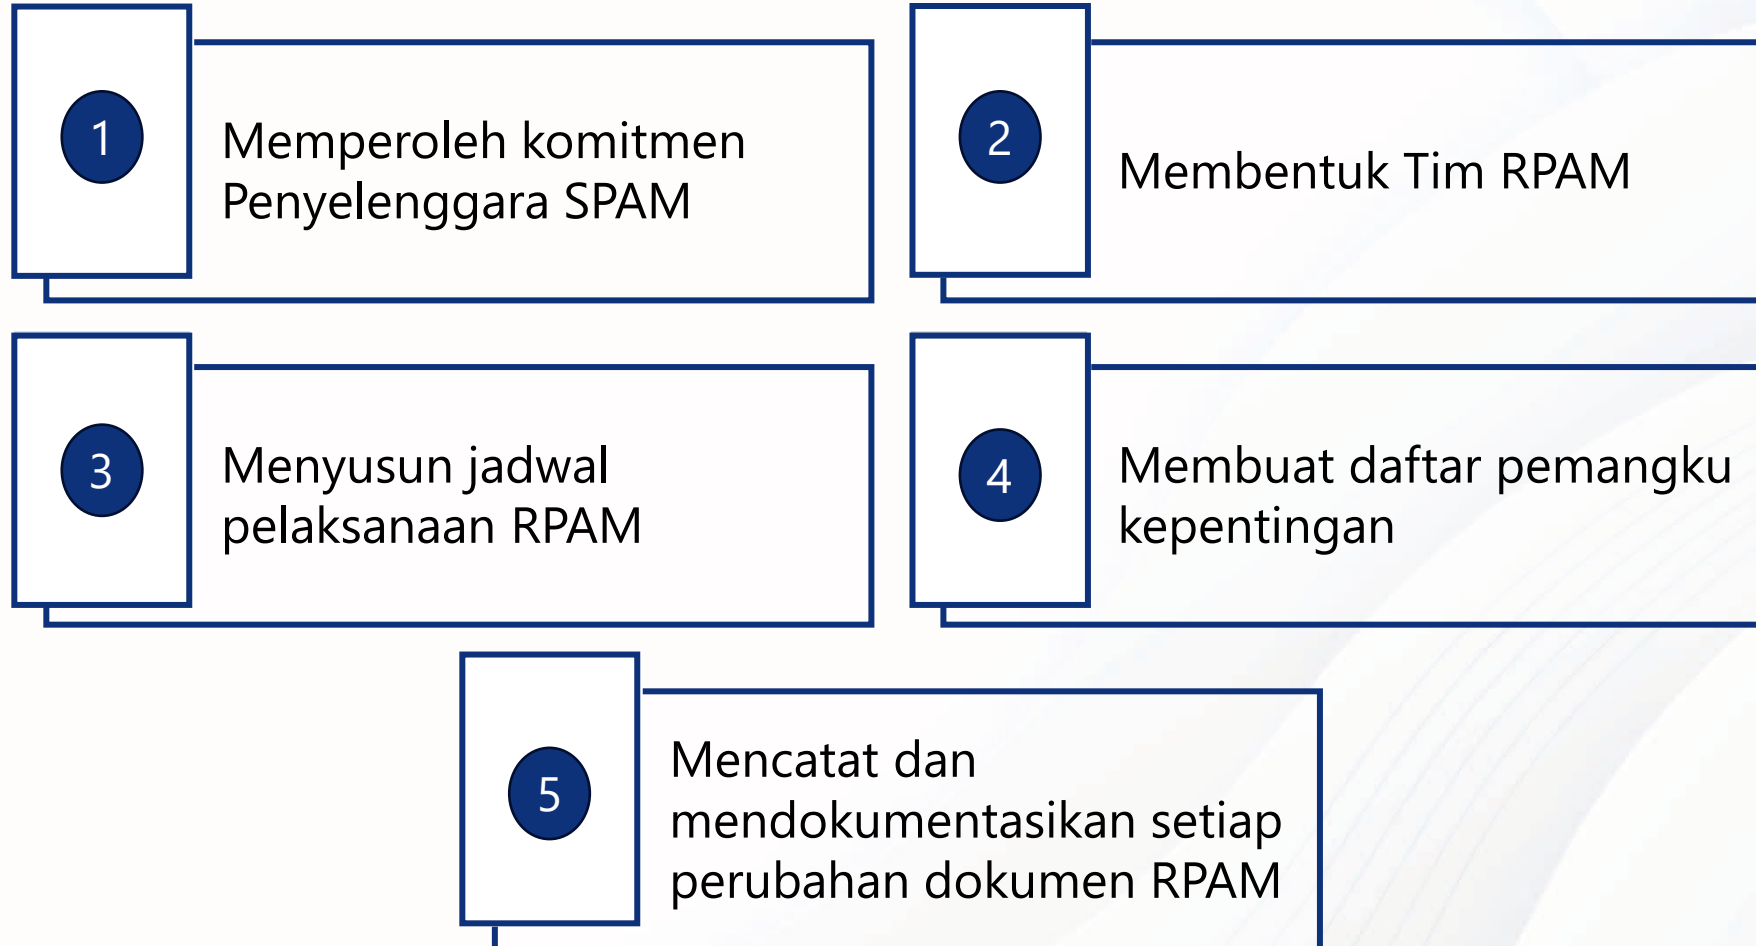 1
Memperoleh komitmen
Penyelenggara SPAM
2
Membentuk Tim RPAM
3
Menyusun jadwal
pelaksanaan RPAM
4
Membuat daftar pemangku
kepentingan
5
Mencatat dan
mendokumentasikan setiap
perubahan dokumen RPAM